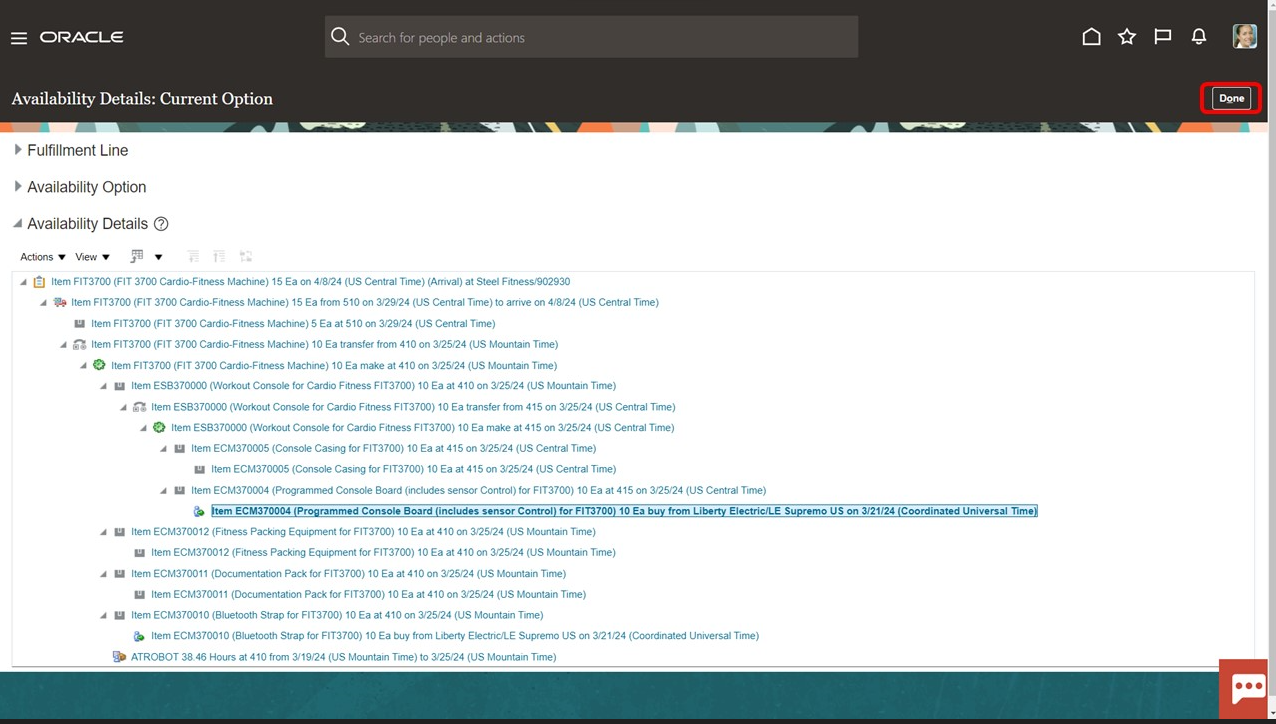 ORACLE
Search for people and actions
Availability Details: Current Option
Done
Fulfillment Line
Availability Option
Availability Details ?
Actions
View
Item FIT3700 (FIT 3700 Cardio-Fitness Machine) 15 Ea on 4/8/24 (US Central Time) (Arrival) at Steel Fitness/902930
Item FIT3700 (FIT 3700 Cardio-Fitness Machine) 15 Ea from 510 on 3/29/24 (US Central Time) to arrive on 4/8/24 (US Central Time)
Item FIT3700 (FIT 3700 Cardio-Fitness Machine) 5 Ea at 510 on 3/29/24 (US Central Time)
Item FIT3700 (FIT 3700 Cardio-Fitness Machine) 10 Ea transfer from 410 on 3/25/24 (US Mountain Time)
Item FIT3700 (FIT 3700 Cardio-Fitness Machine) 10 Ea make at 410 on 3/25/24 (US Mountain Time)
Item ESB370000 (Workout Console for Cardio Fitness FIT3700) 10 Ea at 410 on 3/25/24 (US Mountain Time)
Item ESB370000 (Workout Console for Cardio Fitness FIT3700) 10 Ea transfer from 415 on 3/25/24 (US Central Time)
Item ESB370000 (Workout Console for Cardio Fitness FIT3700) 10 Ea make at 415 on 3/25/24 (US Central Time)
Item ECM370005 (Console Casing for FIT3700) 10 Ea at 415 on 3/25/24 (US Central Time)
Item ECM370005 (Console Casing for FIT3700) 10 Ea at 415 on 3/25/24 (US Central Time)
Item ECM370004 (Programmed Console Board (includes sensor Control) for FIT3700) 10 Ea at 415 on 3/25/24 (US Central Time)
Item ECM370004 (Programmed Console Board (includes sensor Control) for FIT3700) 10 Ea buy from Liberty Electric/LE Supremo US on 3/21/24 (Coordinated Universal Time)
Item ECM370012 (Fitness Packing Equipment for FIT3700) 10 Ea at 410 on 3/25/24 (US Mountain Time)
Item ECM370012 (Fitness Packing Equipment for FIT3700) 10 Ea at 410 on 3/25/24 (US Mountain Time)
Item ECM370011 (Documentation Pack for FIT3700) 10 Ea at 410 on 3/25/24 (US Mountain Time)
Item ECM370011 (Documentation Pack for FIT3700) 10 Ea at 410 on 3/25/24 (US Mountain Time)
Item ECM370010 (Bluetooth Strap for FIT3700) 10 Ea at 410 on 3/25/24 (US Mountain Time)
Item ECM370010 (Bluetooth Strap for FIT3700) 10 Ea buy from Liberty Electric/LE Supremo US on 3/21/24 (Coordinated Universal Time)
ATROBOT 38.46 Hours at 410 from 3/19/24 (US Mountain Time) to 3/25/24 (US Mountain Time)